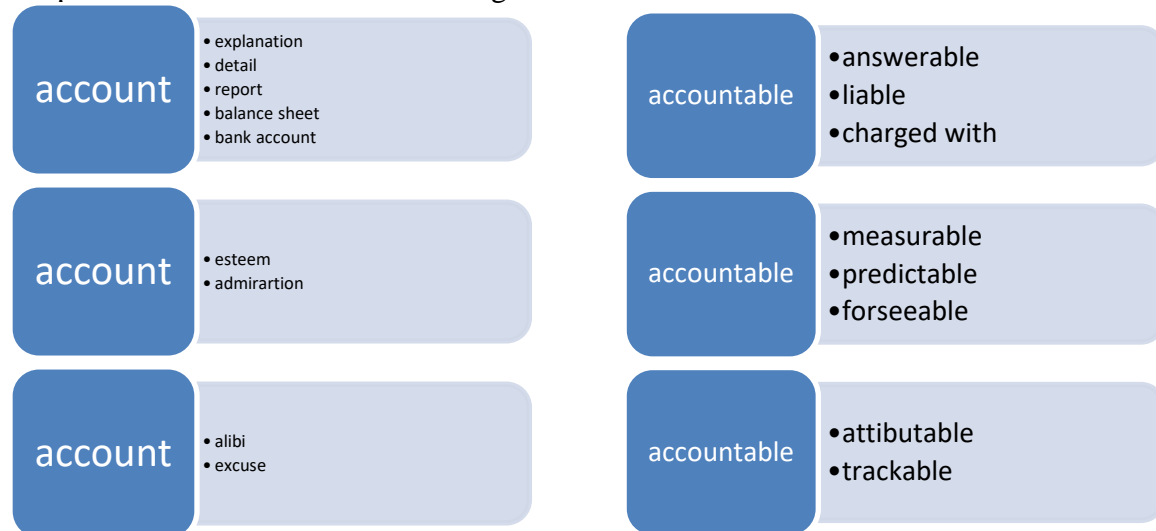 account
• explanation
• detail
• report
• balance sheet
• bank account
account
• esteem
• admirartion
account
• alibi
• excuse
accountable
•answerable
•liable
•charged with
accountable
•measurable
•predictable
•forseeable
accountable
•attibutable
•trackable